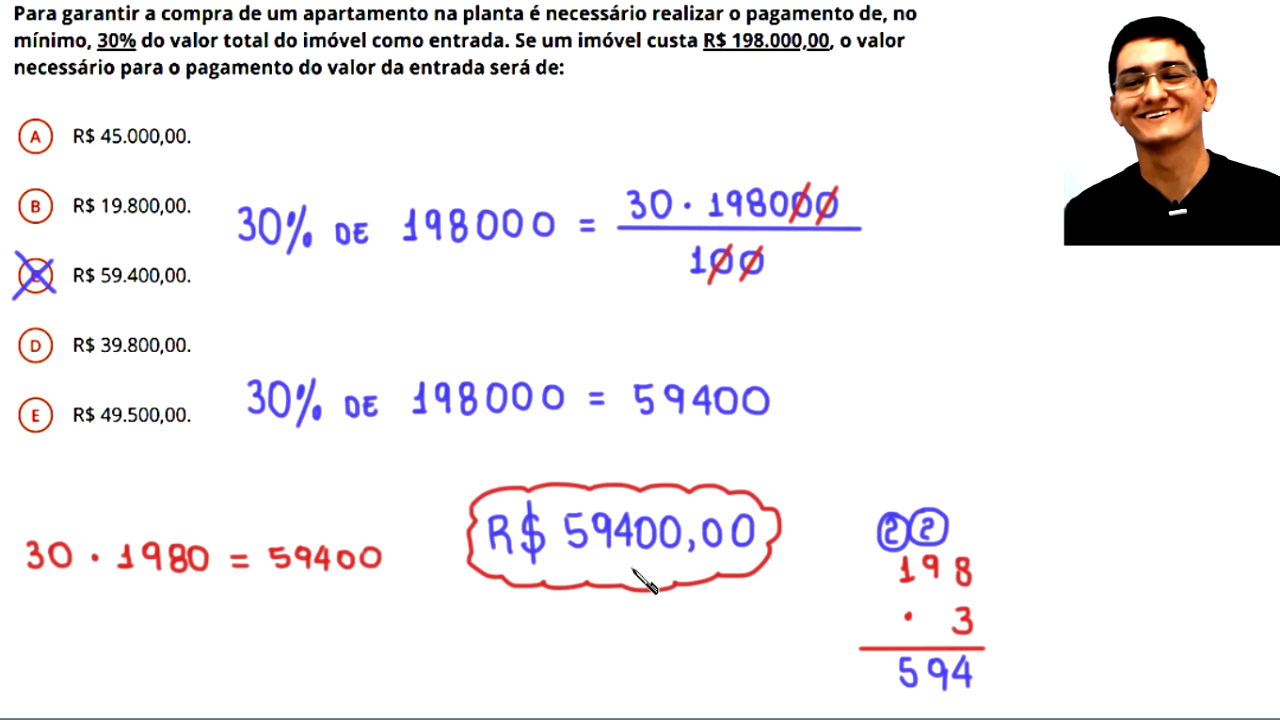 Para garantir a compra de um apartamento na planta é necessário realizar o pagamento de, no
mínimo, 30% do valor total do imóvel como entrada. Se um imóvel custa R$ 198.000,00, o valor
necessário para o pagamento do valor da entrada será de:
A R$ 45.000,00.
B R$ 19.800,00.
R$ 59.400,00.
D R$ 39.800,00.
E R$ 49.500,00.
30% DE 198000 = 30 · 198000
100
30% DE 198000 = 59400
30 · 1980 = 59400
R$ 59400,00
2 2
198
· 3
594